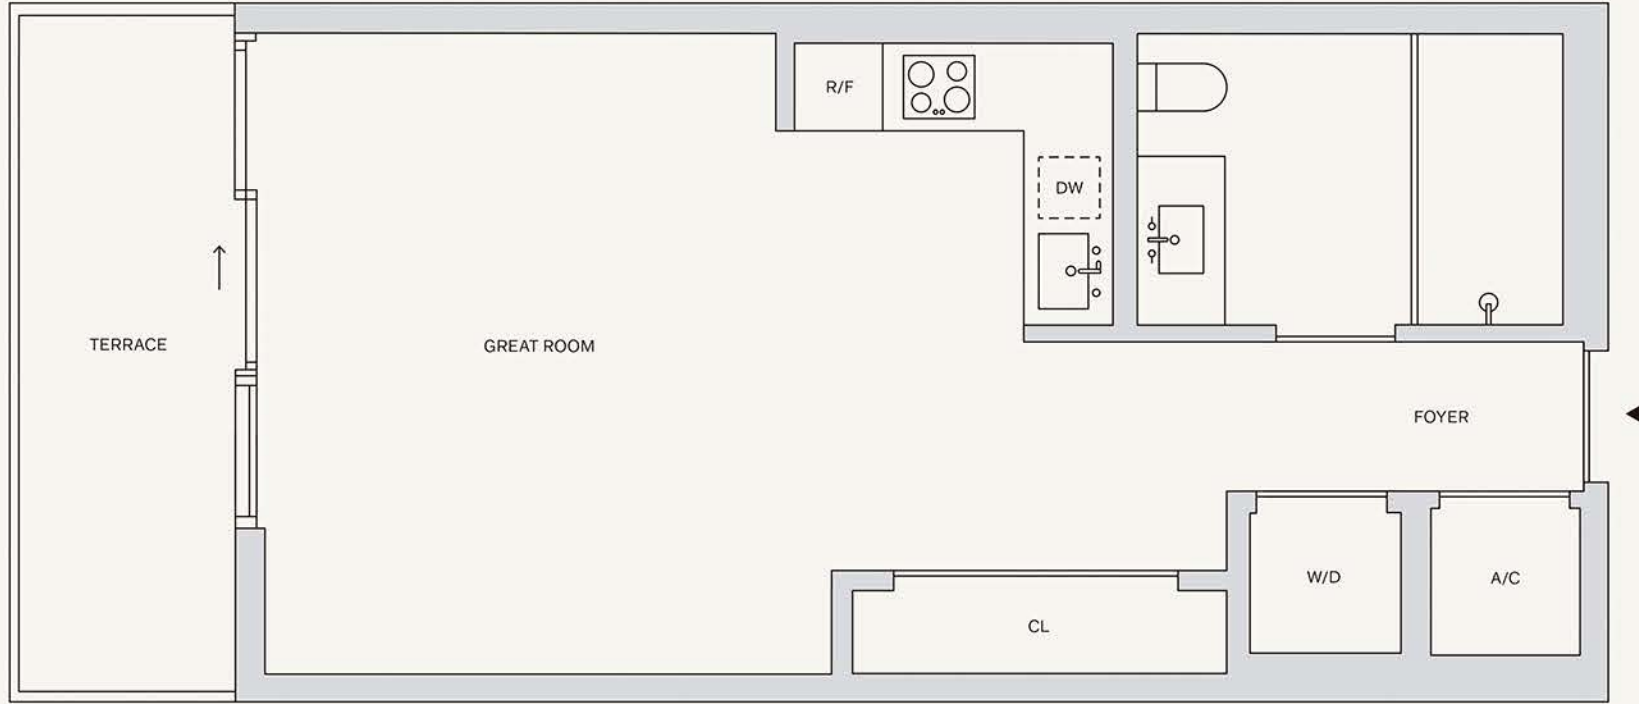 R/F
DW
TERRACE
GREAT ROOM
FOYER
W/D
A/C
CL